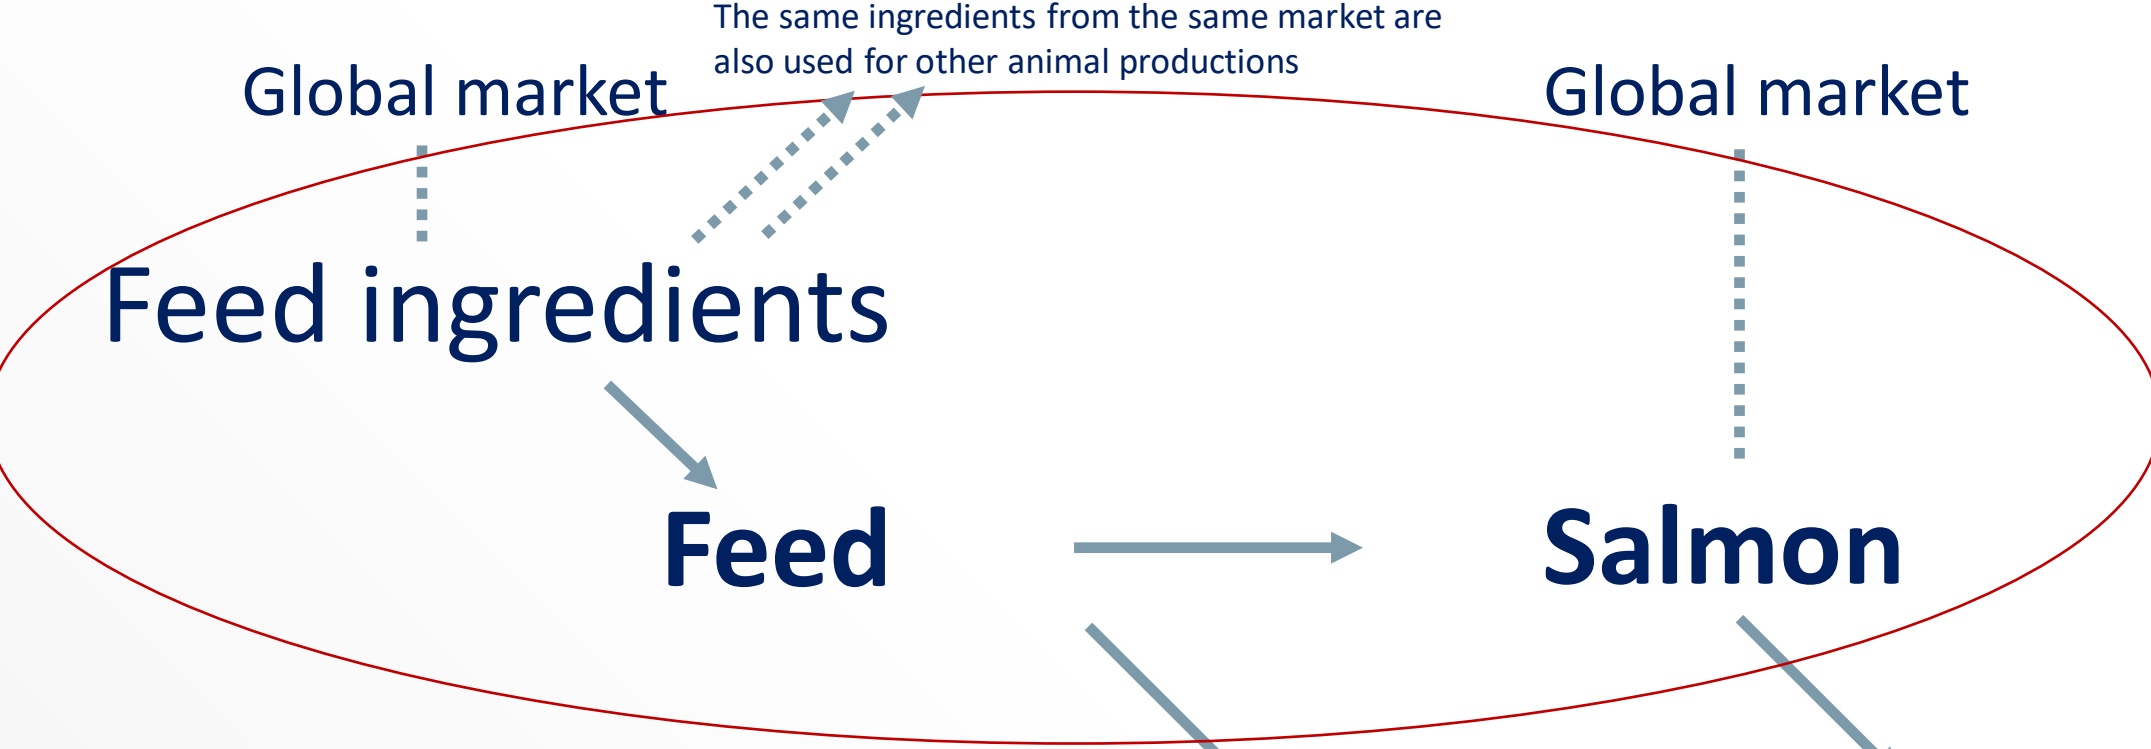 The same ingredients from the same market are
also used for other animal productions
Global market
Global market
Feed ingredients
Feed
Salmon